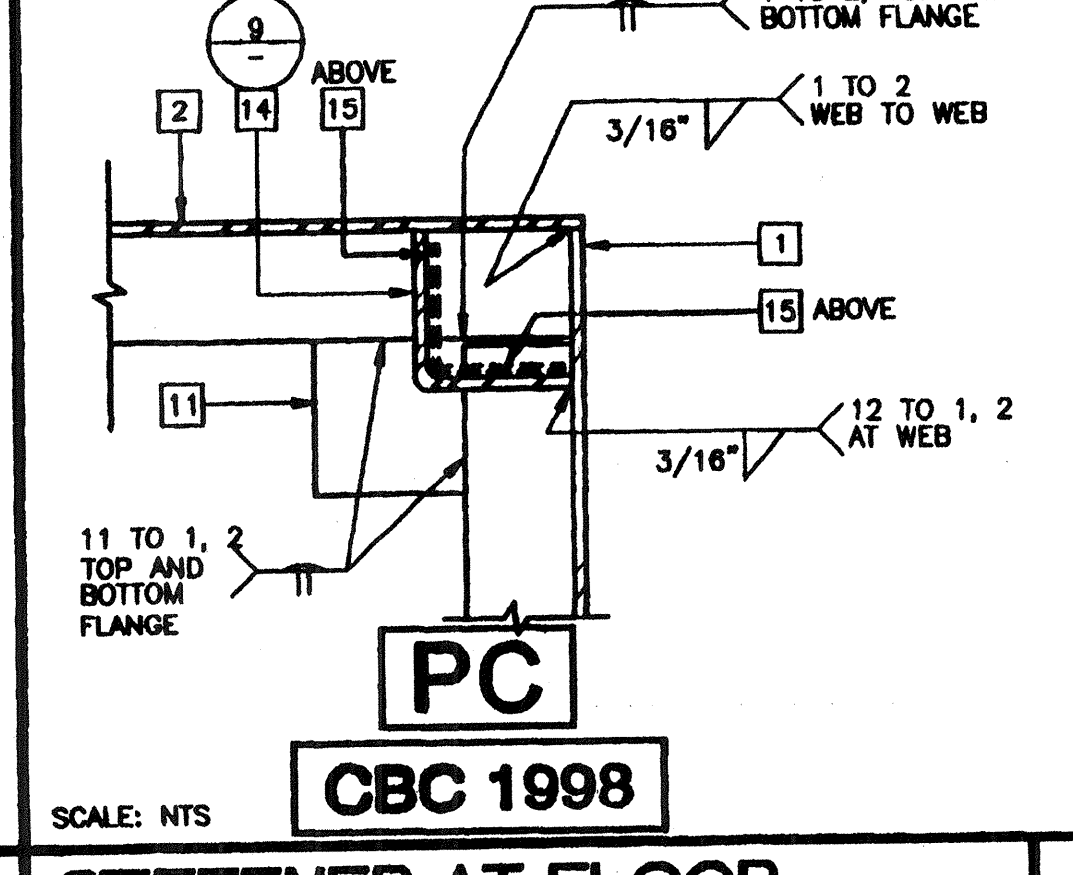 BOTTOM FLANGE
9
-
ABOVE
2
14
15
1 TO 2
WEB TO WEB
3/16"
1
15 ABOVE
11
12 TO 1, 2
AT WEB
3/16"
11 TO 1, 2
TOP AND
BOTTOM
FLANGE
PC
CBC 1998
SCALE: NTS
AT FLOOR